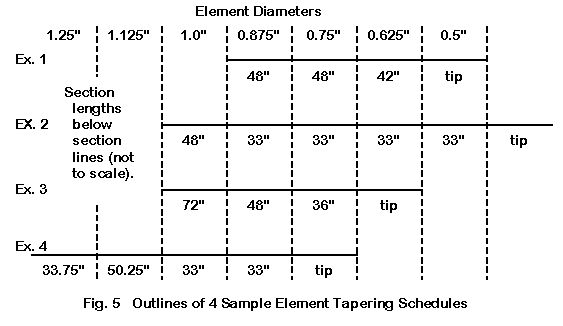 Element Diameters
1.25" 1.125" 1.0" 0.875" 0.75" 0.625" 0.5"
Ex. 1
48" 48" 42" tip
Section
lengths
below
section
lines (not
to scale).
EX. 2
48" 33" 33" 33" 33" tip
Ex. 3
72" 48" 36" tip
Ex. 4
33.75" 50.25" 33" 33" tip
Fig. 5 Outlines of 4 Sample Element Tapering Schedules